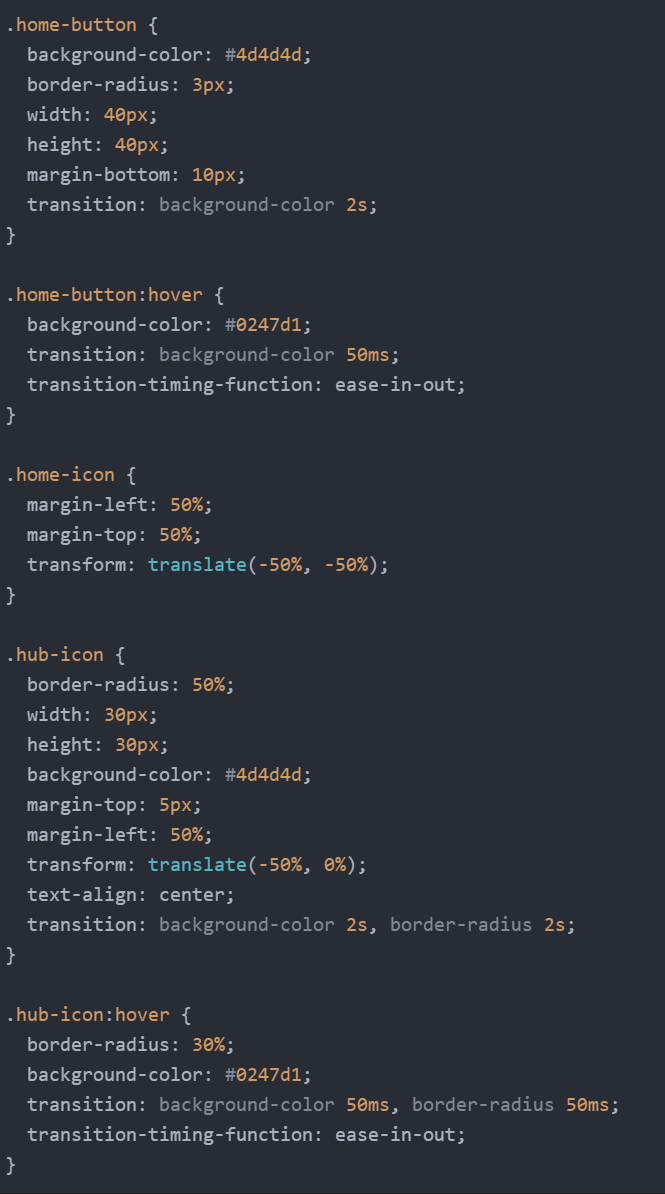 .home-button {
  background-color: #4d4d4d;
  border-radius: 3px;
  width: 40px;
  height: 40px;
  margin-bottom: 10px;
  transition: background-color 2s;
}

.home-button:hover {
  background-color: #0247d1;
  transition: background-color 50ms;
  transition-timing-function: ease-in-out;
}

.home-icon {
  margin-left: 50%;
  margin-top: 50%;
  transform: translate(-50%, -50%);
}

.hub-icon {
  border-radius: 50%;
  width: 30px;
  height: 30px;
  background-color: #4d4d4d;
  margin-top: 5px;
  margin-left: 50%;
  transform: translate(-50%, 0%);
  text-align: center;
  transition: background-color 2s, border-radius 2s;
}

.hub-icon:hover {
  border-radius: 30%;
  background-color: #0247d1;
  transition: background-color 50ms, border-radius 50ms;
  transition-timing-function: ease-in-out;
}